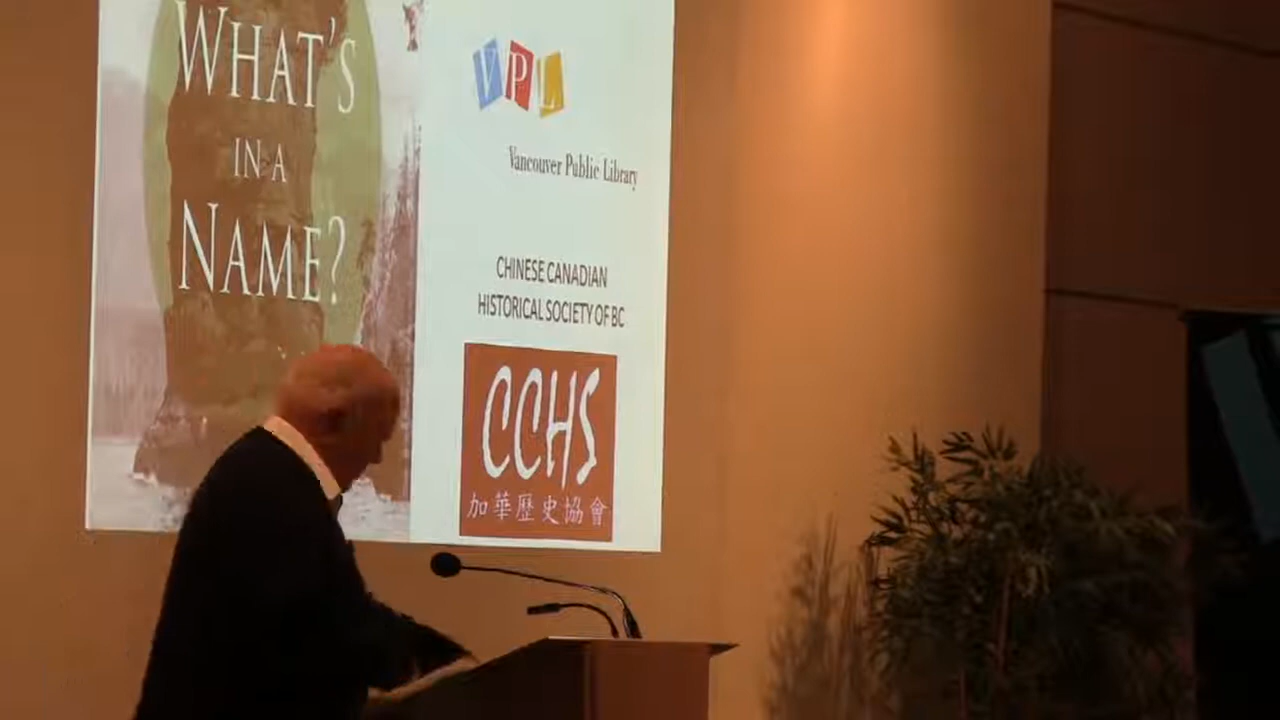 WHAT'S
IN A
NAME?
VPL
Vancouver Public Library
CHINESE CANADIAN
HISTORICAL SOCIETY OF BC
CCHS
加華歷史協會